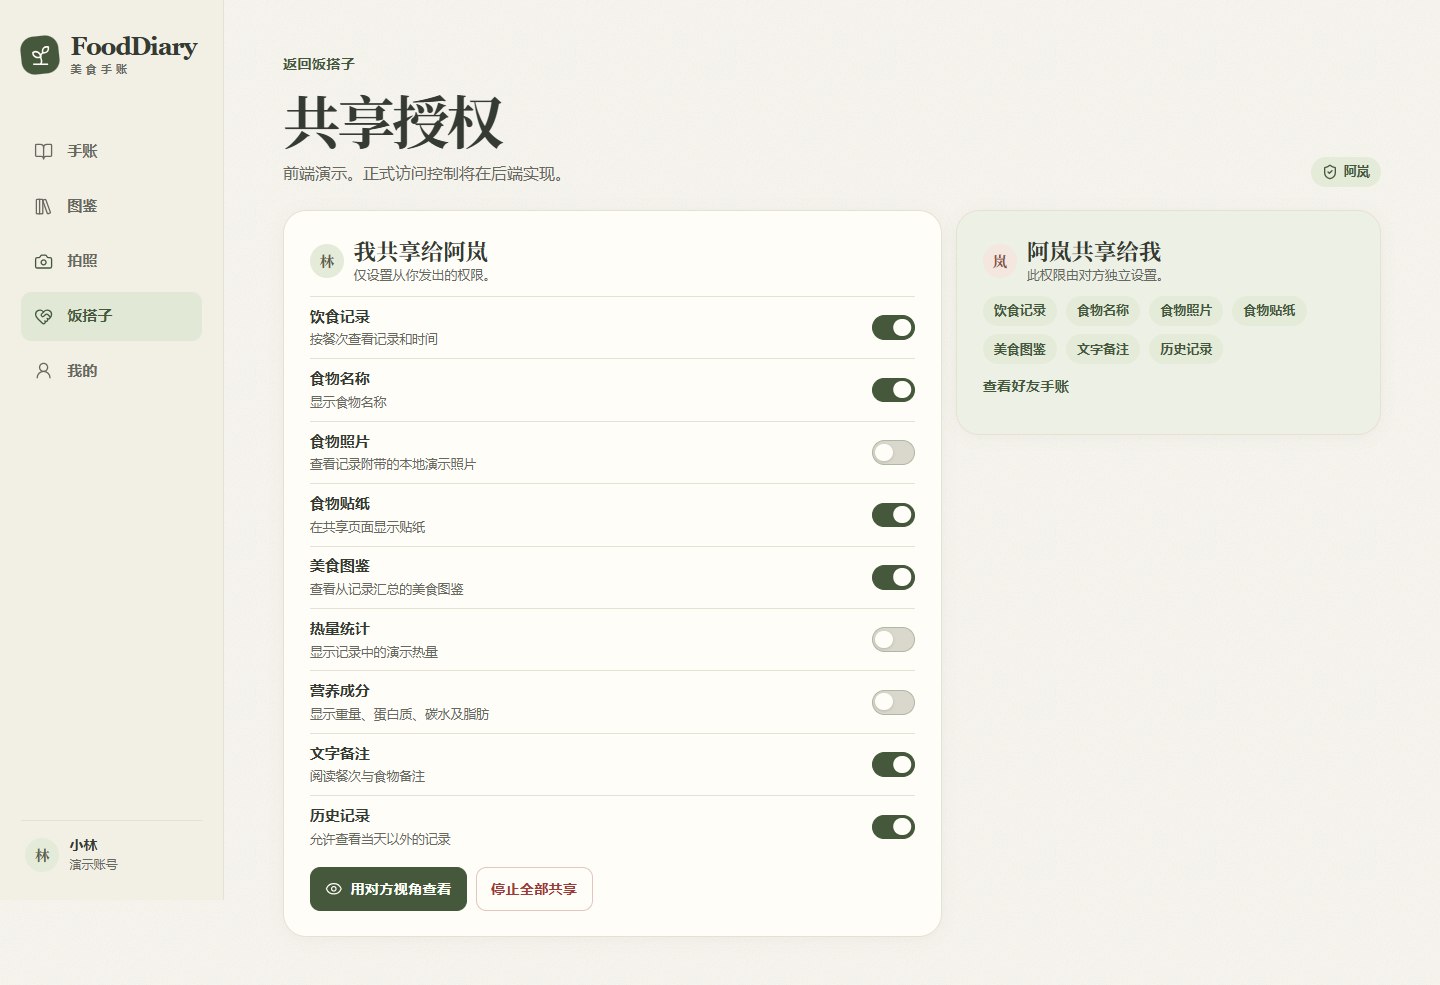 FoodDiary
美食手账
手账
图鉴
拍照
饭搭子
我的
林
小林
演示账号
返回饭搭子
共享授权
前端演示。正式访问控制将在后端实现。
阿岚
林
我共享给阿岚
仅设置从你发出的权限。
饮食记录
按餐次查看记录和时间
食物名称
显示食物名称
食物照片
查看记录附带的本地演示照片
食物贴纸
在共享页面显示贴纸
美食图鉴
查看从记录汇总的美食图鉴
热量统计
显示记录中的演示热量
营养成分
显示重量、蛋白质、碳水及脂肪
文字备注
阅读餐次与食物备注
历史记录
允许查看当天以外的记录
用对方视角查看 停止全部共享
岚
阿岚共享给我
此权限由对方独立设置。
饮食记录 食物名称 食物照片 食物贴纸
美食图鉴 文字备注 历史记录
查看好友手账